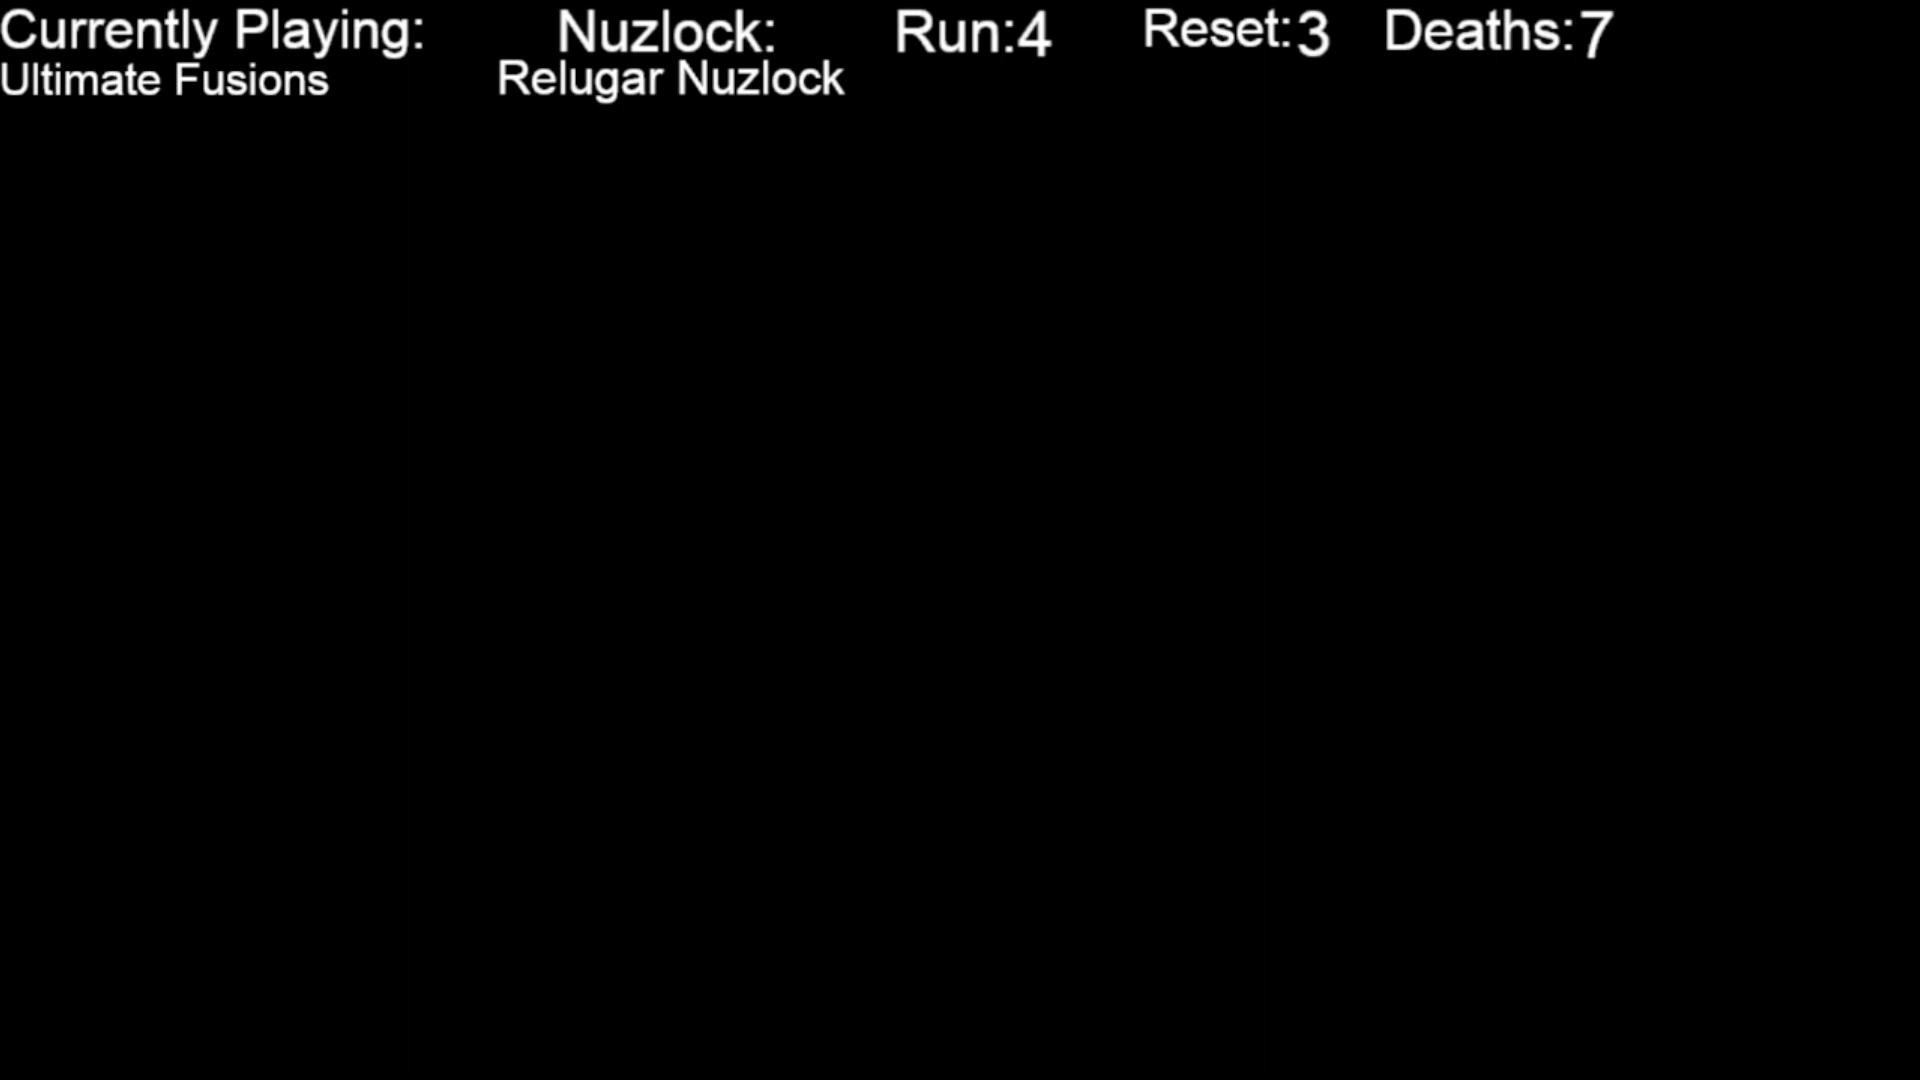 Currently Playing: Nuzlock: Run:4 Reset:3 Deaths:7
Ultimate Fusions Relugar Nuzlock